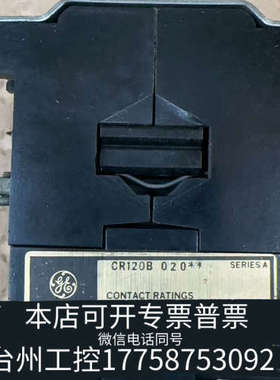 CR120B 020** SERIES A
CONTACT RATINGS
本店可开专票普票
微信电话同号
台州工控17758753092